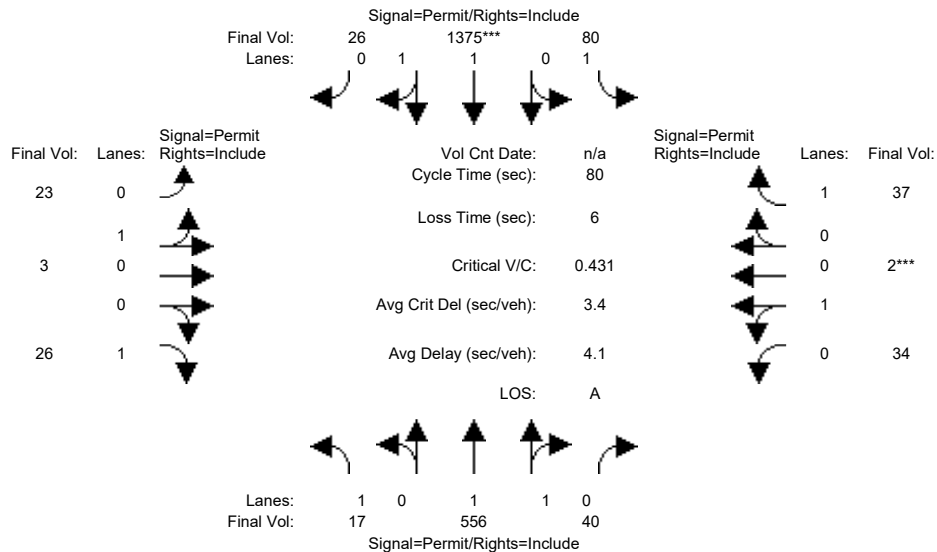 Signal=Permit/Rights=Include
Final Vol: 26 1375*** 80
Lanes: 0 1 1 0 1
Signal=Permit Signal=Permit
Final Vol: Lanes: Rights=Include Vol Cnt Date: n/a Rights=Include Lanes: Final Vol:
Cycle Time (sec): 80
23 0 1 37
Loss Time (sec): 6
1 0
3 0 Critical V/C: 0.431 0 2***
0 Avg Crit Del (sec/veh): 3.4 1
26 1 Avg Delay (sec/veh): 4.1 0 34
LOS: A
Lanes: 1 0 1 1 0
Final Vol: 17 556 40
Signal=Permit/Rights=Include